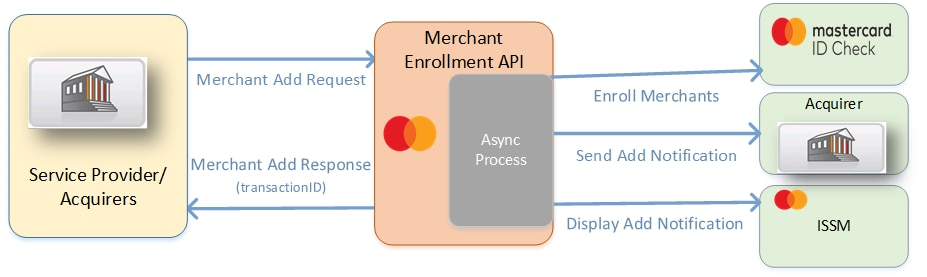 Service Provider/
Acquirers
Merchant Add Request
Merchant Add Response
(transactionID)
Merchant
Enrollment API
Async
Process
Enroll Merchants
Send Add Notification
Display Add Notification
mastercard
ID Check
Acquirer
ISSM